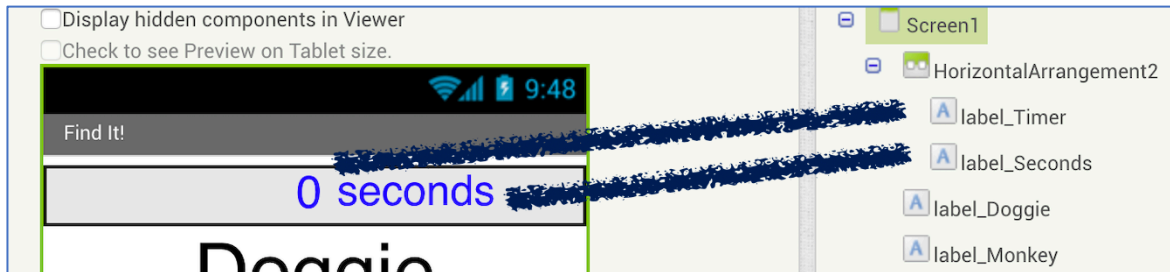 Display hidden components in Viewer
Check to see Preview on Tablet size.
9:48
Find It!
0 seconds
Doggie
Screen1
HorizontalArrangement2
A label_Timer
A label_Seconds
A label_Doggie
A label_Monkey